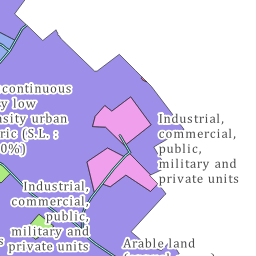 continuous
y low
nsity urban
ric (S.L. :
0%)
Industrial,
commercial,
public,
military and
private units
Industrial,
commercial,
public,
military and
private units
Arable land